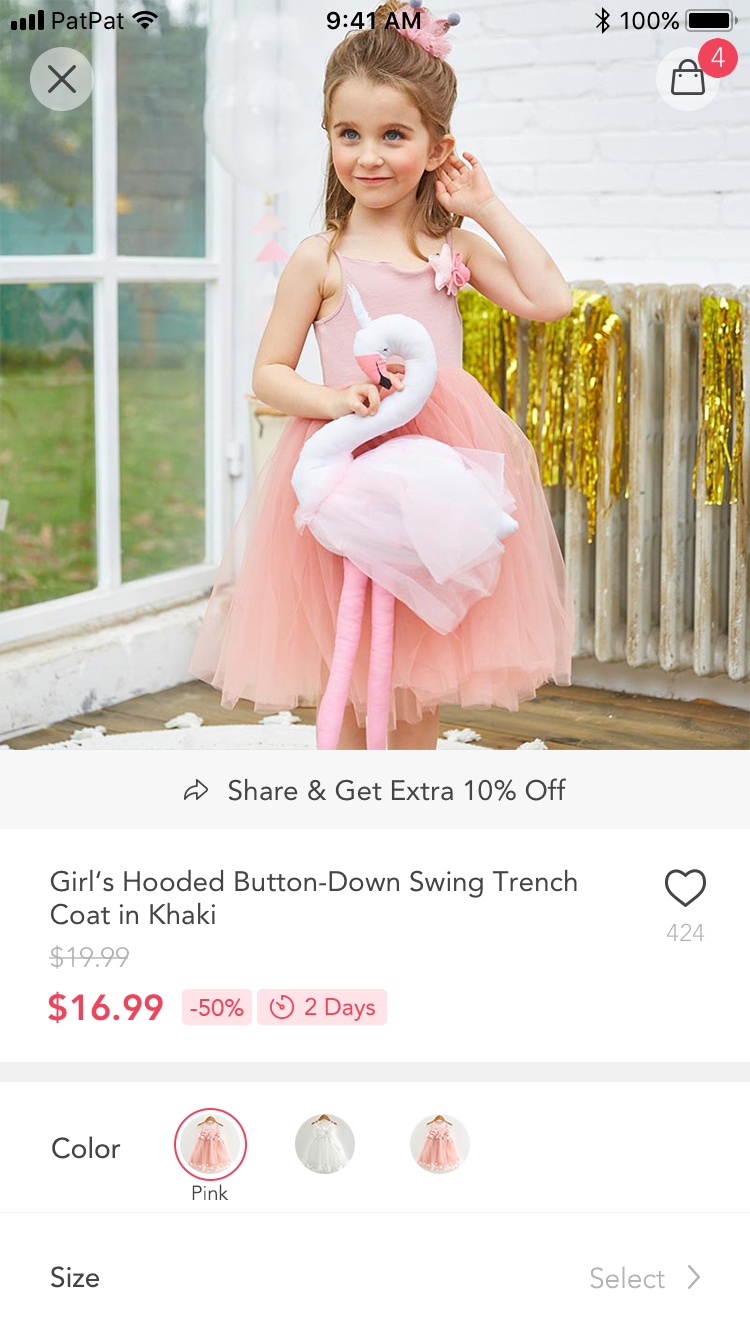 PatPat 9:41 AM 100%
4
Share & Get Extra 10% Off
Girl's Hooded Button-Down Swing Trench
Coat in Khaki
424
$19.99
$16.99 -50% 2 Days
Color
Pink
Size Select